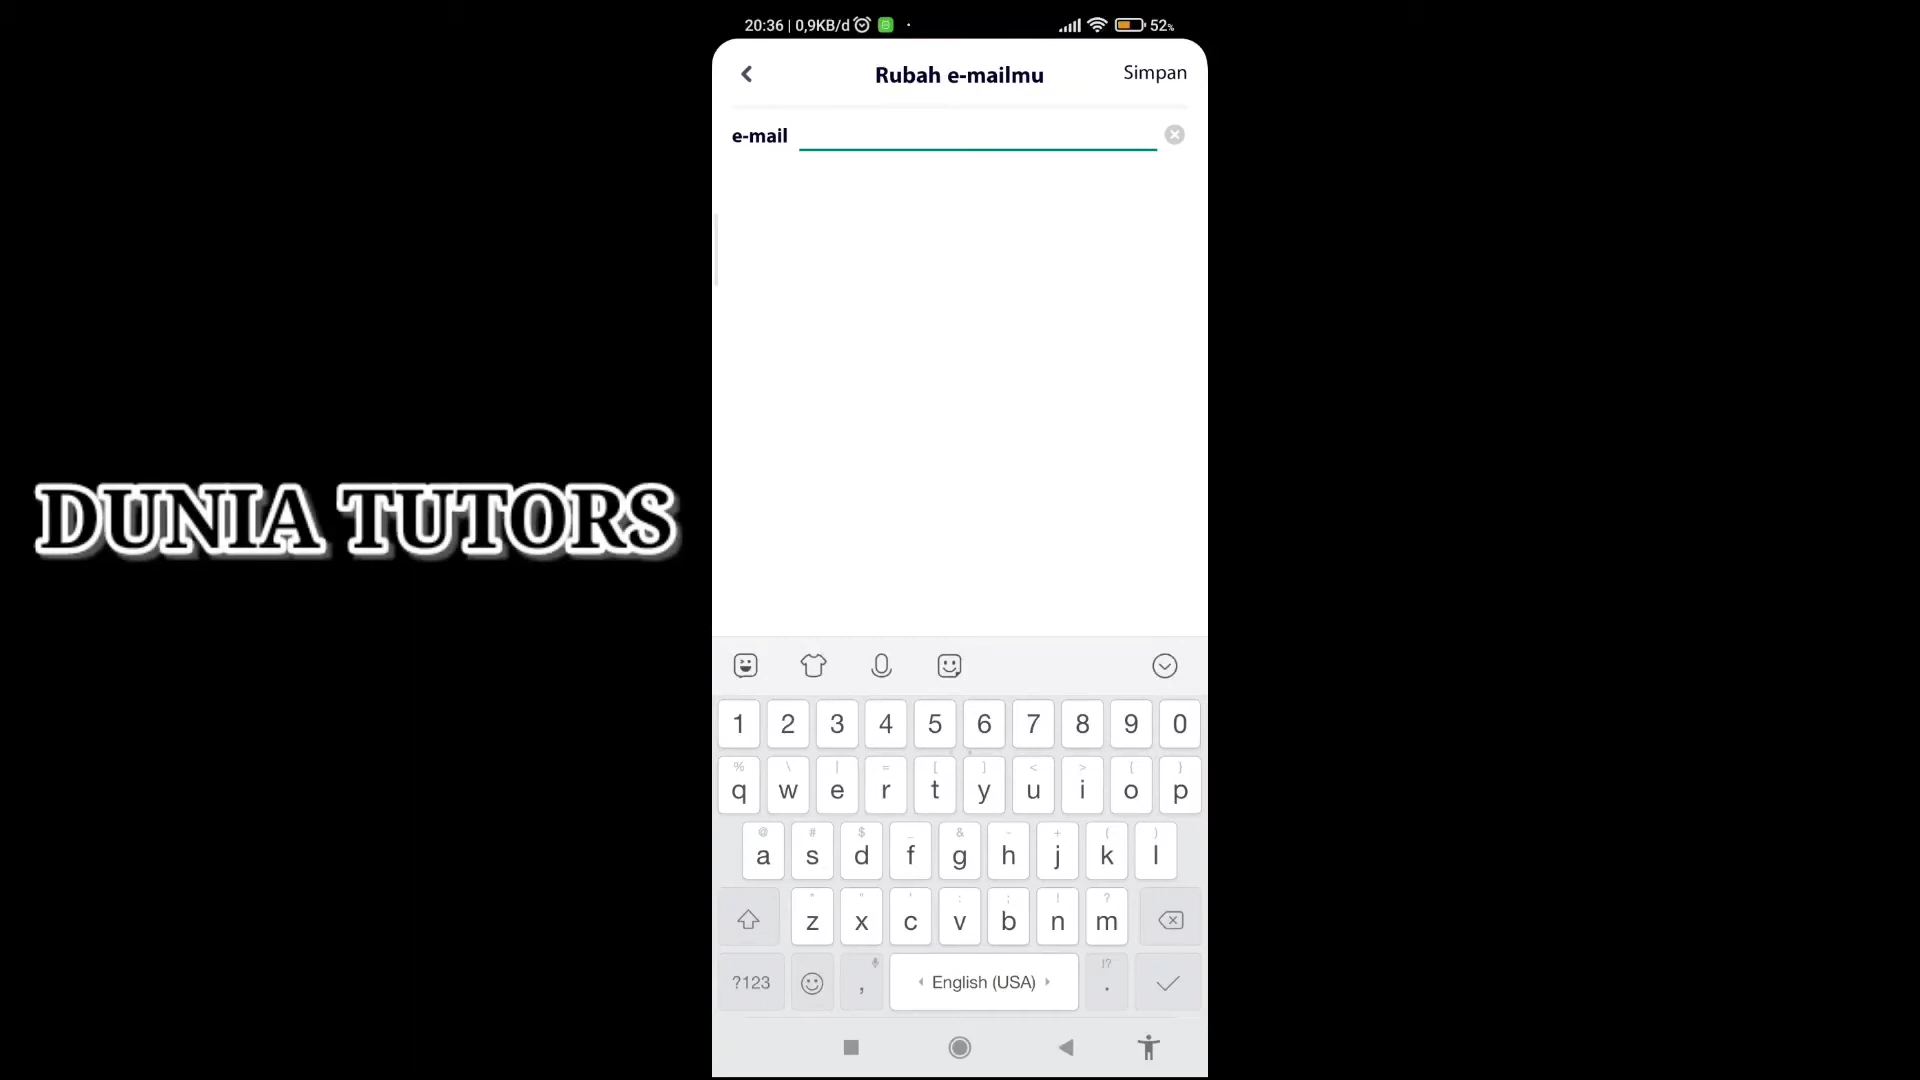 20:36 | 0,9KB/d 52%
Rubah e-mailmu Simpan
e-mail
DUNIA TUTORS
1 2 3 4 5 6 7 8 9 0
% \ | = [ ] < > { }
q w e r t y u i o p
@ # $ _ & - + ( )
a s d f g h j k l
* " ' : ; ! ?
z x c v b n m
!?
?123 , English (USA) .